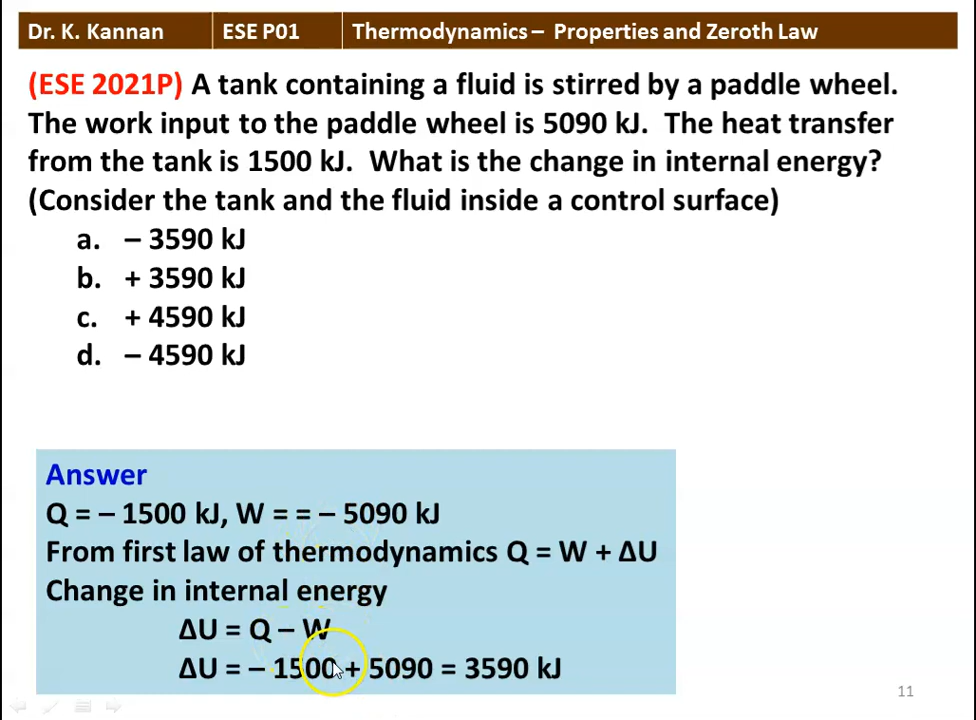 Dr. K. Kannan ESE P01 Thermodynamics – Properties and Zeroth Law
(ESE 2021P) A tank containing a fluid is stirred by a paddle wheel.
The work input to the paddle wheel is 5090 kJ. The heat transfer
from the tank is 1500 kJ. What is the change in internal energy?
(Consider the tank and the fluid inside a control surface)
a. – 3590 kJ
b. + 3590 kJ
c. + 4590 kJ
d. – 4590 kJ
Answer
Q = – 1500 kJ, W = = – 5090 kJ
From first law of thermodynamics Q = W + ΔU
Change in internal energy
ΔU = Q – W
ΔU = – 1500 + 5090 = 3590 kJ
11